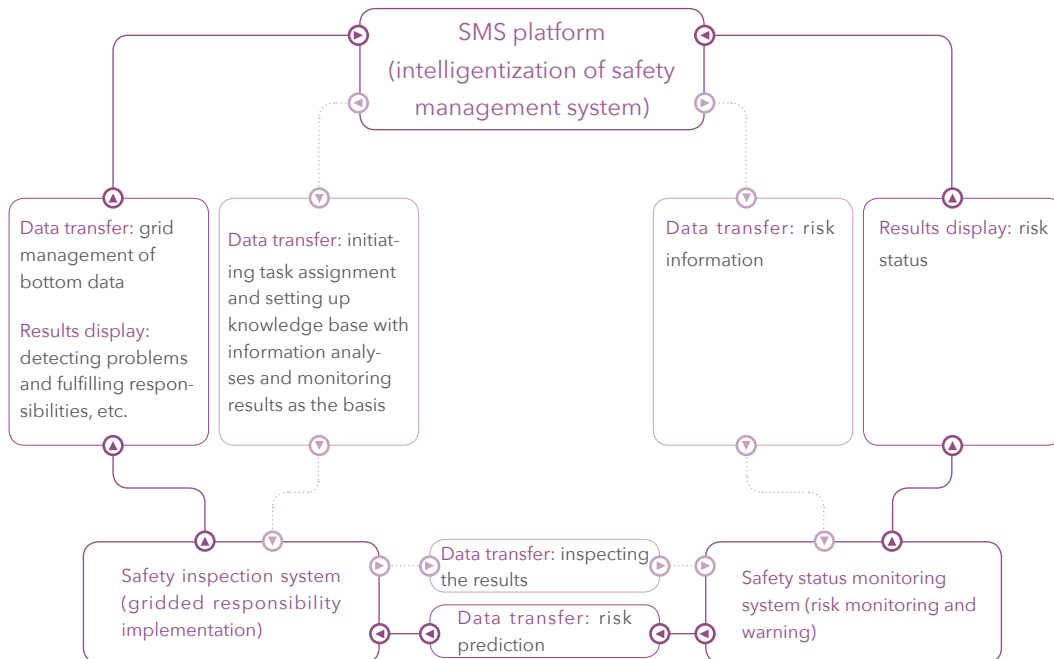 SMS platform
(intelligentization of safety
management system)
Data transfer: grid
management of
bottom data
Results display:
detecting problems
and fulfilling respon-
sibilities, etc.
Data transfer: initiat-
ing task assignment
and setting up
knowledge base with
information analy-
ses and monitoring
results as the basis
Data transfer: risk
information
Results display: risk
status
Safety inspection system
(gridded responsibility
implementation)
Data transfer: inspecting
the results
Data transfer: risk
prediction
Safety status monitoring
system (risk monitoring and
warning)